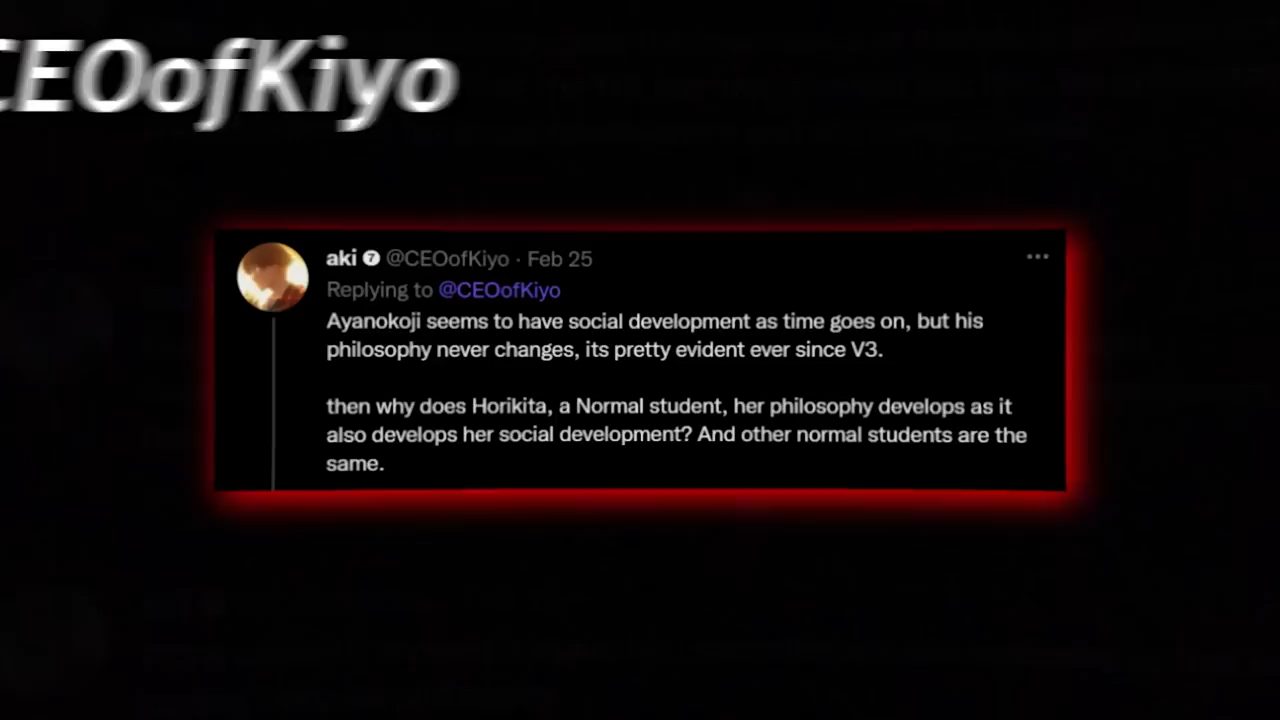 CEOofKiyo
aki 7 @CEOofKiyo · Feb 25
Replying to @CEOofKiyo
Ayanokoji seems to have social development as time goes on, but his
philosophy never changes, its pretty evident ever since V3.
then why does Horikita, a Normal student, her philosophy develops as it
also develops her social development? And other normal students are the
same.